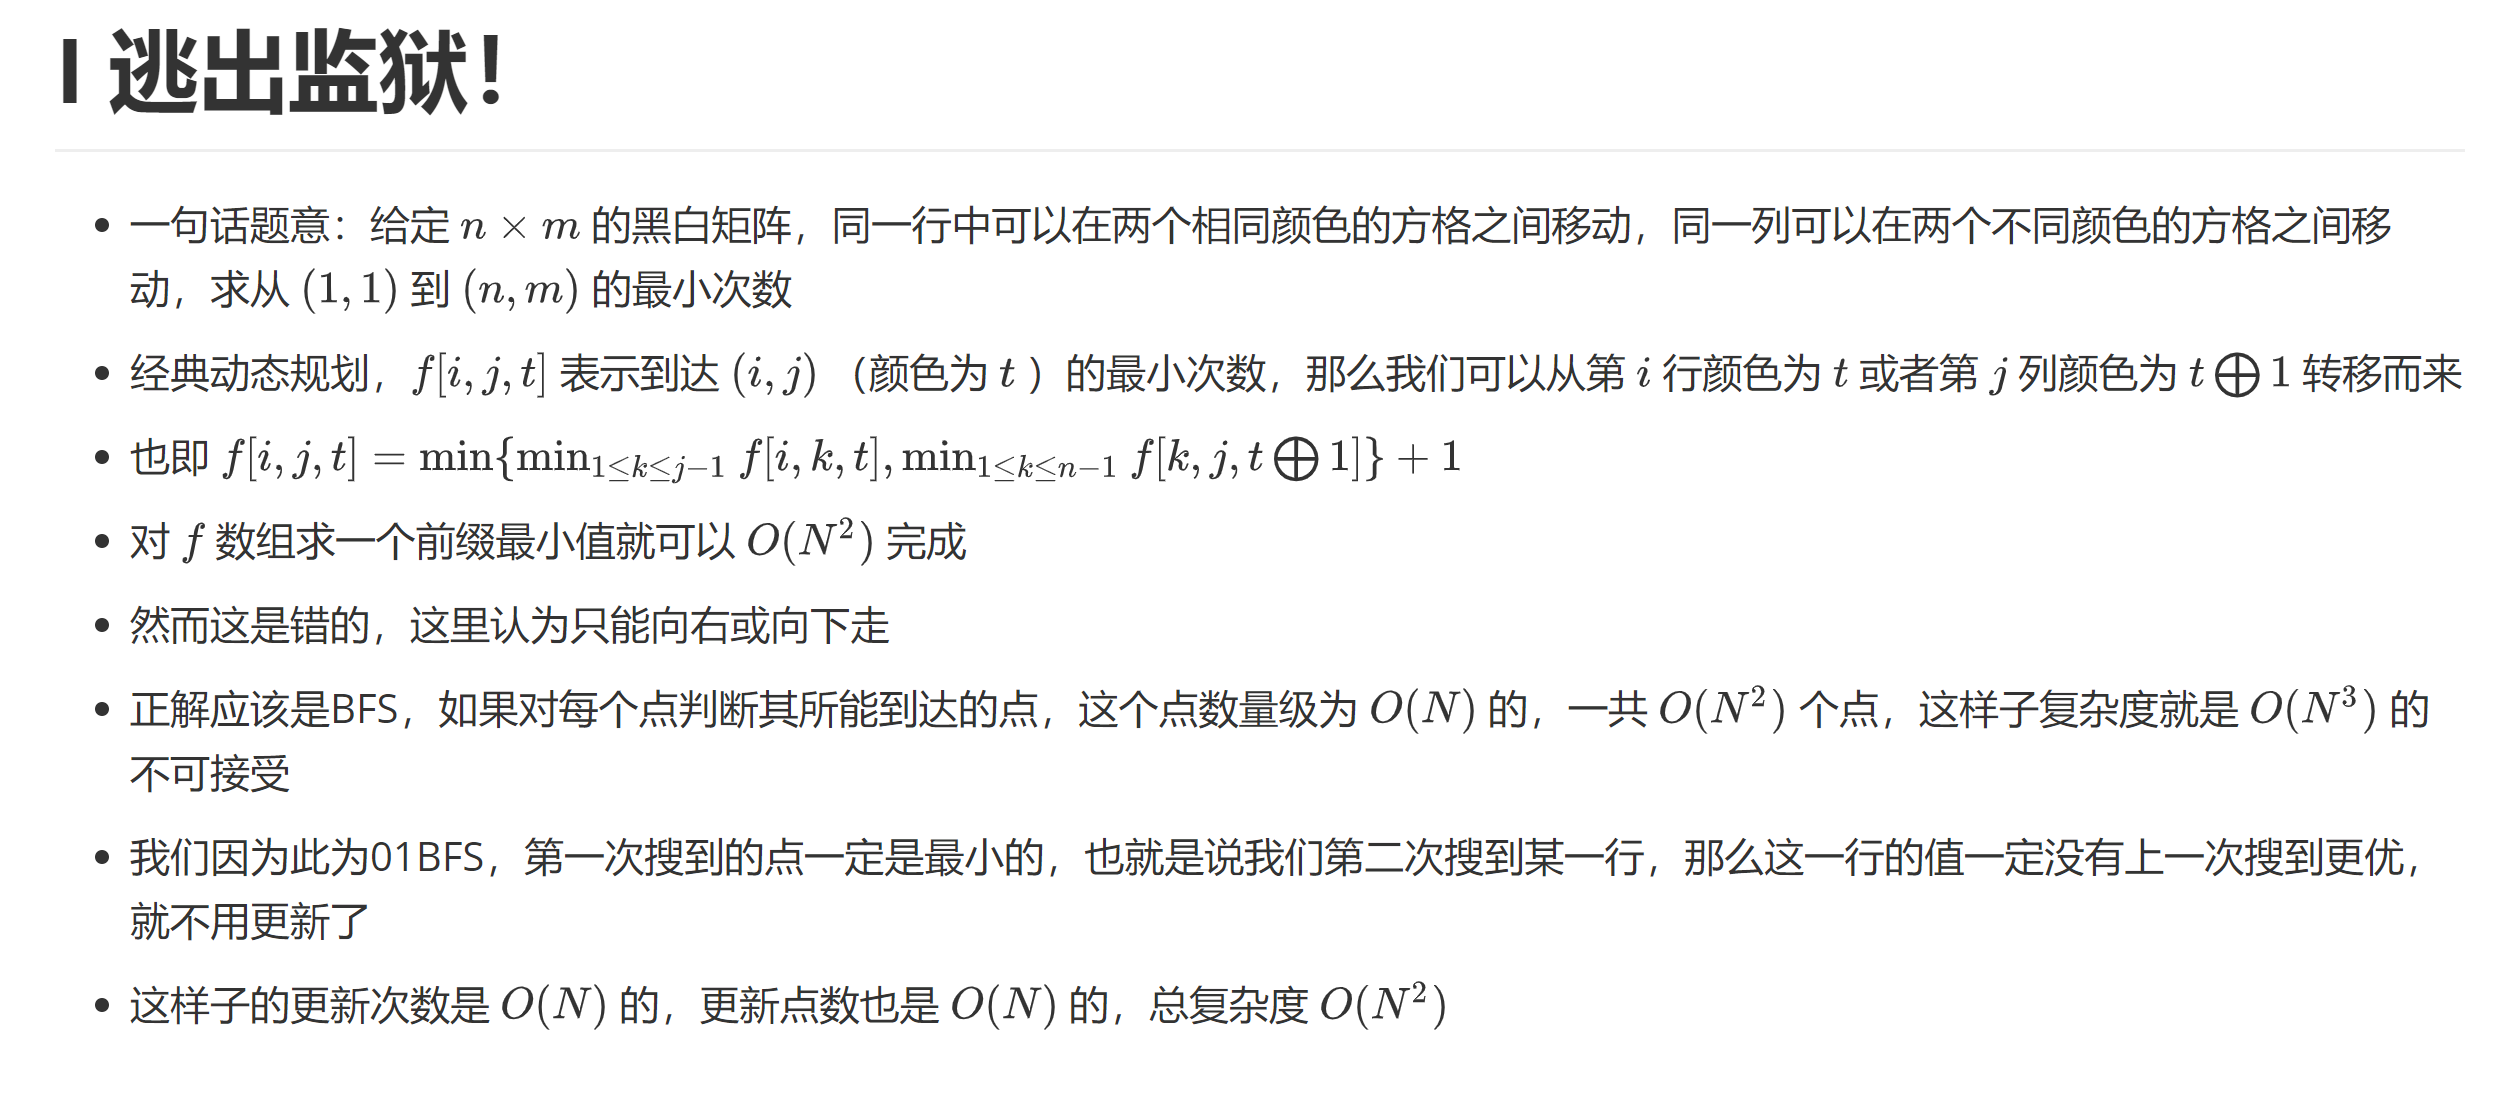 I 逃出监狱！
一句话题意：给定 n × m 的黑白矩阵，同一行中可以在两个相同颜色的方格之间移动，同一列可以在两个不同颜色的方格之间移
动，求从 (1, 1) 到 (n, m) 的最小次数
经典动态规划，f[i, j, t] 表示到达 (i, j) （颜色为 t ）的最小次数，那么我们可以从第 i 行颜色为 t 或者第 j 列颜色为 t ⨁ 1 转移而来
也即 f[i, j, t] = min{min_{1≤k≤j−1} f[i, k, t], min_{1≤k≤n−1} f[k, j, t ⨁ 1]} + 1
对 f 数组求一个前缀最小值就可以 O(N²) 完成
然而这是错的，这里认为只能向右或向下走
正解应该是BFS，如果对每个点判断其所能到达的点，这个点数量级为 O(N) 的，一共 O(N²) 个点，这样子复杂度就是 O(N³) 的
不可接受
我们因为此为01BFS，第一次搜到的点一定是最小的，也就是说我们第二次搜到某一行，那么这一行的值一定没有上一次搜到更优，
就不用更新了
这样子的更新次数是 O(N) 的，更新点数也是 O(N) 的，总复杂度 O(N²)